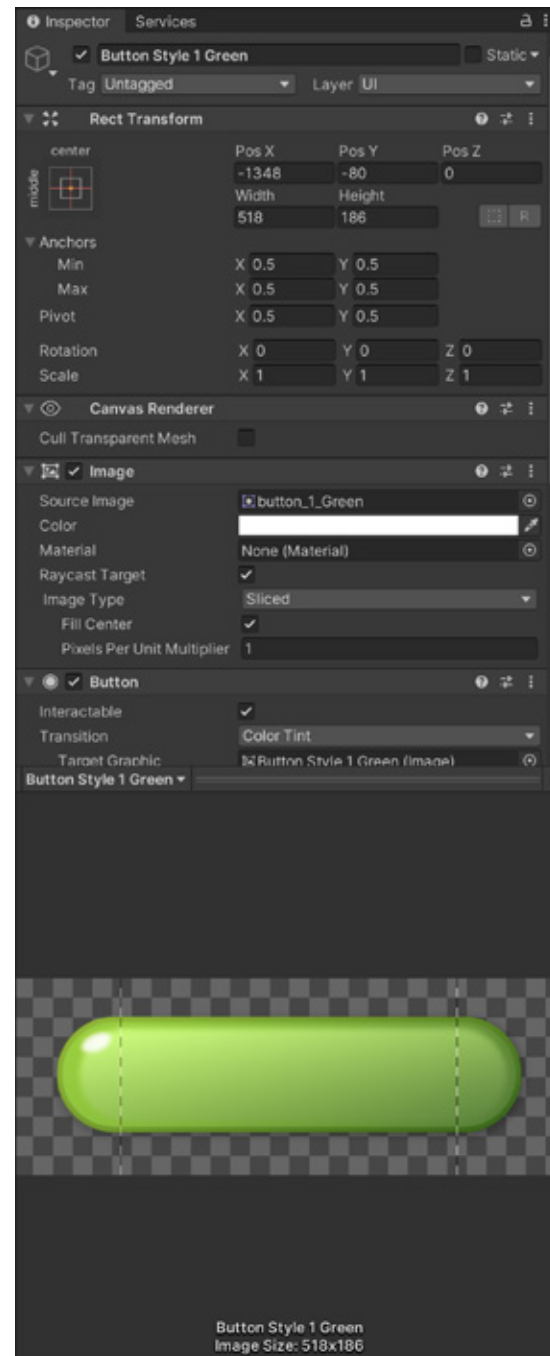 Inspector Services
Button Style 1 Green Static
Tag Untagged Layer UI
Rect Transform
center Pos X Pos Y Pos Z
middle -1348 -80 0
Width Height
518 186 R
Anchors
Min X 0.5 Y 0.5
Max X 0.5 Y 0.5
Pivot X 0.5 Y 0.5
Rotation X 0 Y 0 Z 0
Scale X 1 Y 1 Z 1
Canvas Renderer
Cull Transparent Mesh
Image
Source Image button_1_Green
Color
Material None (Material)
Raycast Target
Image Type Sliced
Fill Center
Pixels Per Unit Multiplier 1
Button
Interactable
Transition Color Tint
Target Graphic Button Style 1 Green (Image)
Button Style 1 Green
Button Style 1 Green
Image Size: 518x186